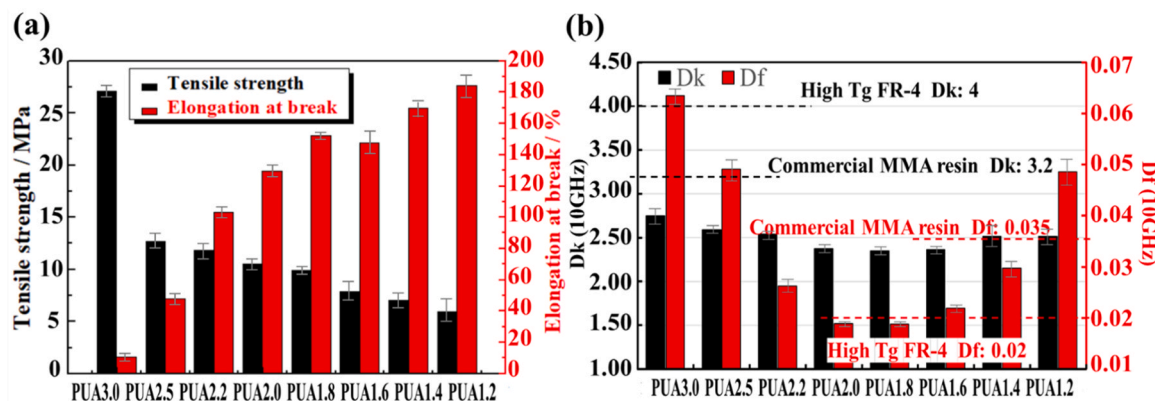 (a)
Tensile strength / MPa
30
25
20
15
10
5
0
Tensile strength
Elongation at break
200
180
160
140
120
100
80
60
40
20
0
Elongation at break / %
PUA3.0 PUA2.5 PUA2.2 PUA2.0 PUA1.8 PUA1.6 PUA1.4 PUA1.2
(b)
Dk (10GHz)
4.50
4.00
3.50
3.00
2.50
2.00
1.50
1.00
Dk Df
High Tg FR-4 Dk: 4
Commercial MMA resin Dk: 3.2
Commercial MMA resin Df: 0.035
High Tg FR-4 Df: 0.02
0.07
0.06
0.05
0.04
0.03
0.02
0.01
Df (10GHz)
PUA3.0 PUA2.5 PUA2.2 PUA2.0 PUA1.8 PUA1.6 PUA1.4 PUA1.2